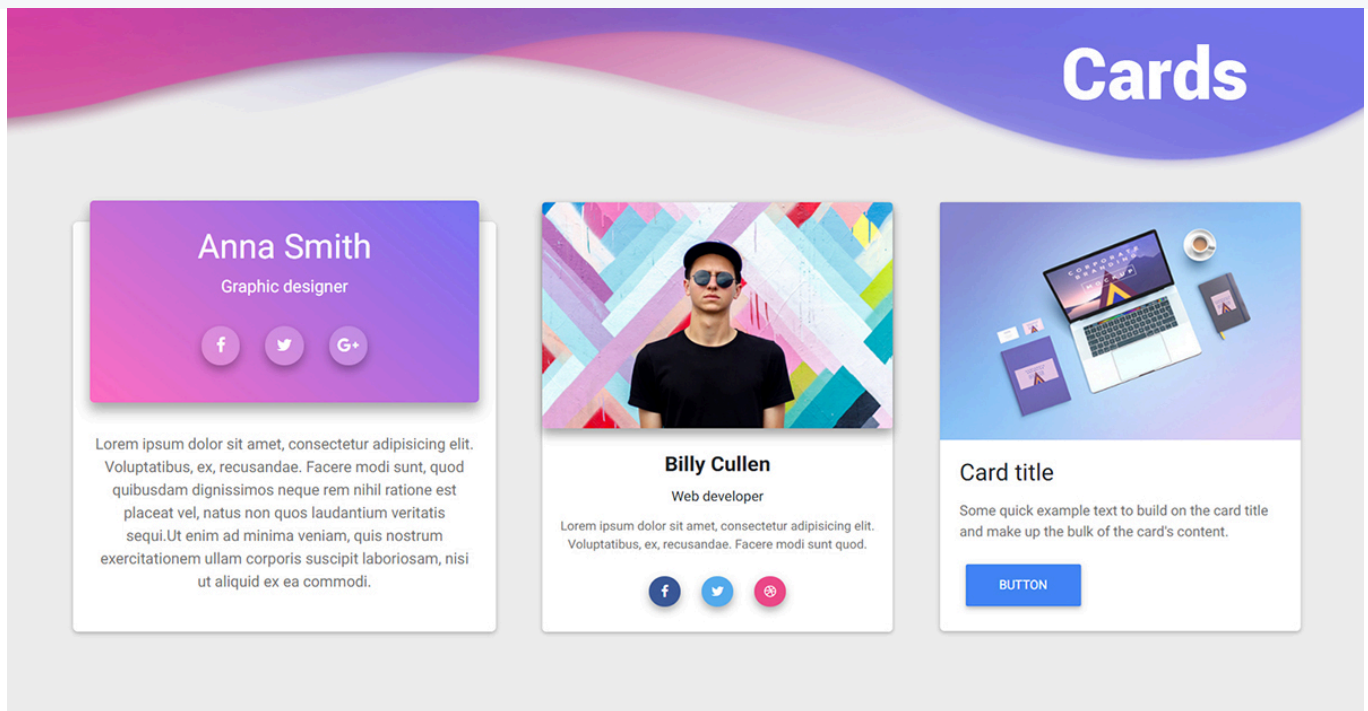 Cards
Anna Smith
Graphic designer
Lorem ipsum dolor sit amet, consectetur adipisicing elit.
Voluptatibus, ex, recusandae. Facere modi sunt, quod
quibusdam dignissimos neque rem nihil ratione est
placeat vel, natus non quos laudantium veritatis
sequi.Ut enim ad minima veniam, quis nostrum
exercitationem ullam corporis suscipit laboriosam, nisi
ut aliquid ex ea commodi.
Billy Cullen
Web developer
Lorem ipsum dolor sit amet, consectetur adipisicing elit.
Voluptatibus, ex, recusandae. Facere modi sunt quod.
CORPORATE
BRANDING
MOCKUP
Card title
Some quick example text to build on the card title
and make up the bulk of the card's content.
BUTTON